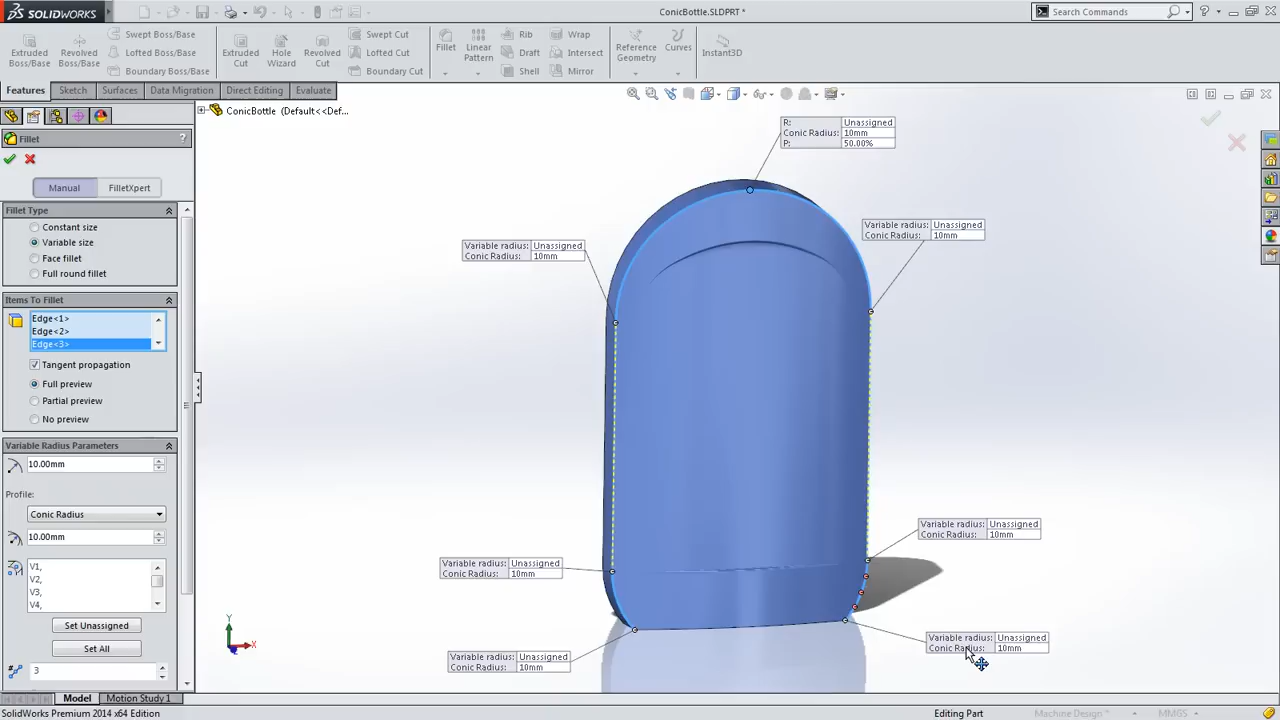 SOLIDWORKS
ConicBottle.SLDPRT *
Search Commands
Extruded Boss/Base
Revolved Boss/Base
Swept Boss/Base
Lofted Boss/Base
Boundary Boss/Base
Extruded Cut
Hole Wizard
Revolved Cut
Swept Cut
Lofted Cut
Boundary Cut
Fillet
Linear Pattern
Rib
Draft
Shell
Wrap
Intersect
Mirror
Reference Geometry
Curves
Instant3D
Features Sketch Surfaces Data Migration Direct Editing Evaluate
ConicBottle (Default<<Def...
Fillet ?
Manual FilletXpert
Fillet Type
Constant size
Variable size
Face fillet
Full round fillet
Items To Fillet
Edge<1>
Edge<2>
Edge<3>
Tangent propagation
Full preview
Partial preview
No preview
Variable Radius Parameters
10.00mm
Profile:
Conic Radius
10.00mm
V1,
V2,
V3,
V4,
Set Unassigned
Set All
3
R: Unassigned
Conic Radius: 10mm
P: 50.00%
Variable radius: Unassigned
Conic Radius: 10mm
Variable radius: Unassigned
Conic Radius: 10mm
Variable radius: Unassigned
Conic Radius: 10mm
Variable radius: Unassigned
Conic Radius: 10mm
Variable radius: Unassigned
Conic Radius: 10mm
Variable radius: Unassigned
Conic Radius: 10mm
Y
X
Model Motion Study 1
SolidWorks Premium 2014 x64 Edition
Editing Part
Machine Design *
MMGS